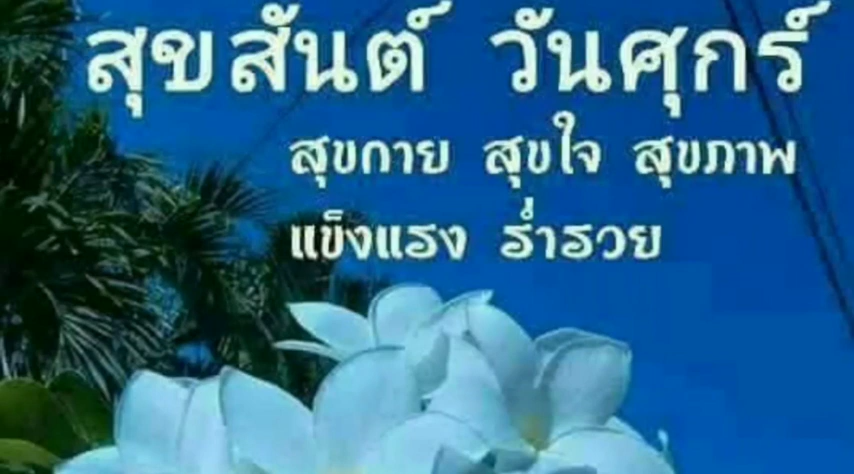 สุขสันต์ วันศุกร์
สุขกาย สุขใจ สุขภาพ
แข็งแรง ร่ำรวย